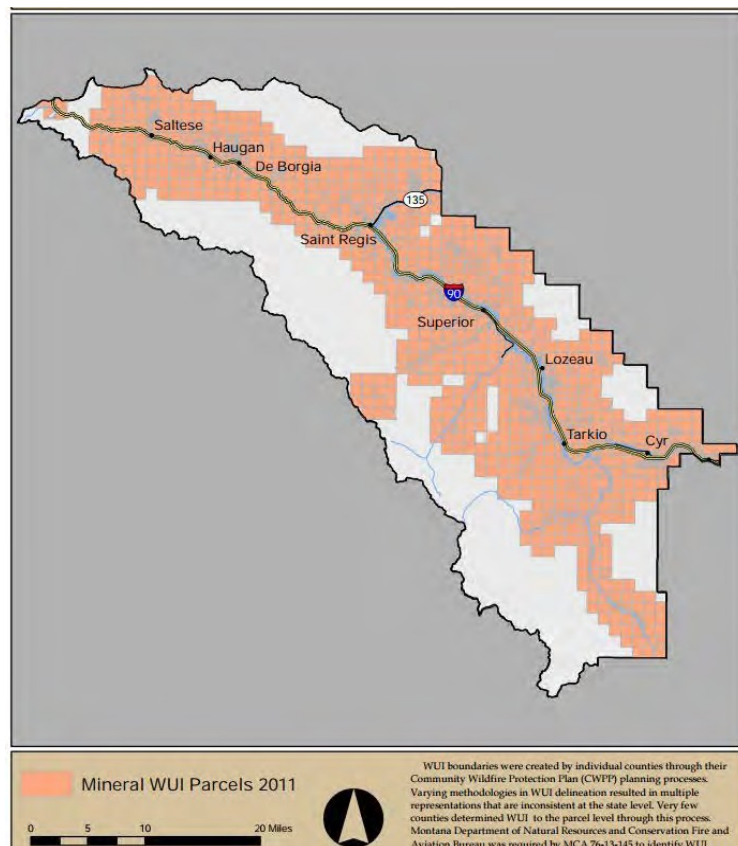 Saltese
Haugan
De Borgia
135
Saint Regis
90
Superior
Lozeau
Tarkio
Cyr
Mineral WUI Parcels 2011
0 5 10 20 Miles
WUI boundaries were created by individual counties through their
Community Wildfire Protection Plan (CWPP) planning processes.
Varying methodologies in WUI delineation resulted in multiple
representations that are inconsistent at the state level. Very few
counties determined WUI to the parcel level through this process.
Montana Department of Natural Resources and Conservation Fire and
Aviation Bureau was required by MCA 76-13-145 to identify WUI